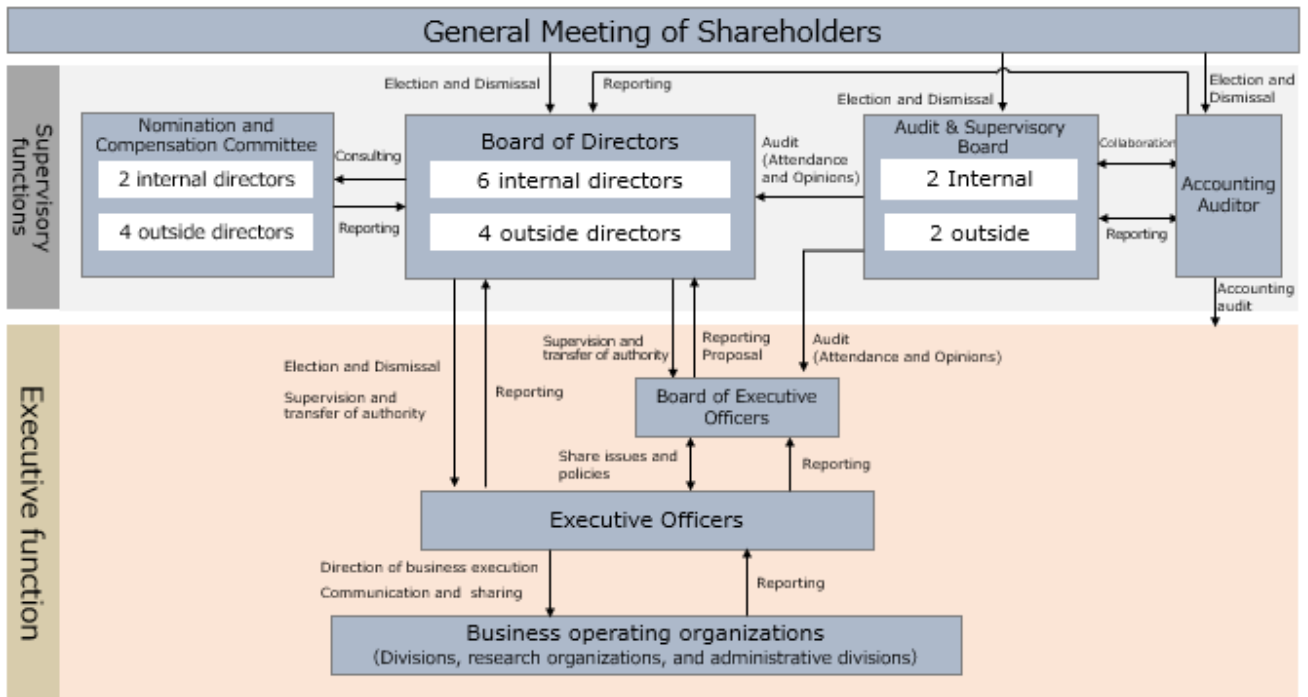 General Meeting of Shareholders
Supervisory
functions
Election and Dismissal
Reporting
Election and Dismissal
Election and
Dismissal
Nomination and
Compensation Committee
2 internal directors
4 outside directors
Consulting
Reporting
Board of Directors
6 internal directors
4 outside directors
Audit
(Attendance
and Opinions)
Audit & Supervisory
Board
2 Internal
2 outside
Collaboration
Reporting
Accounting
Auditor
Accounting
audit
Executive function
Election and Dismissal
Supervision and
transfer of authority
Reporting
Supervision and
transfer of authority
Reporting
Proposal
Audit
(Attendance and Opinions)
Board of Executive
Officers
Share issues and
policies
Reporting
Executive Officers
Direction of business execution
Communication and sharing
Reporting
Business operating organizations
(Divisions, research organizations, and administrative divisions)